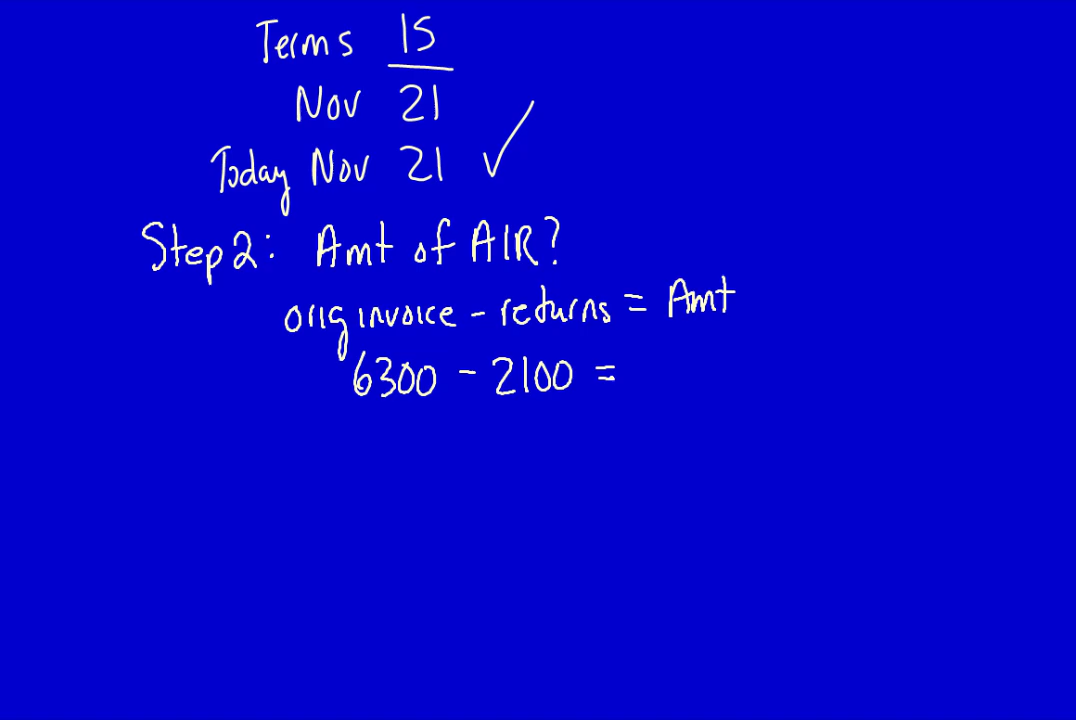 Terms 15
Nov 21
Today Nov 21 ✓
Step 2: Amt of A/R?
orig invoice - returns = Amt
6300 - 2100 =